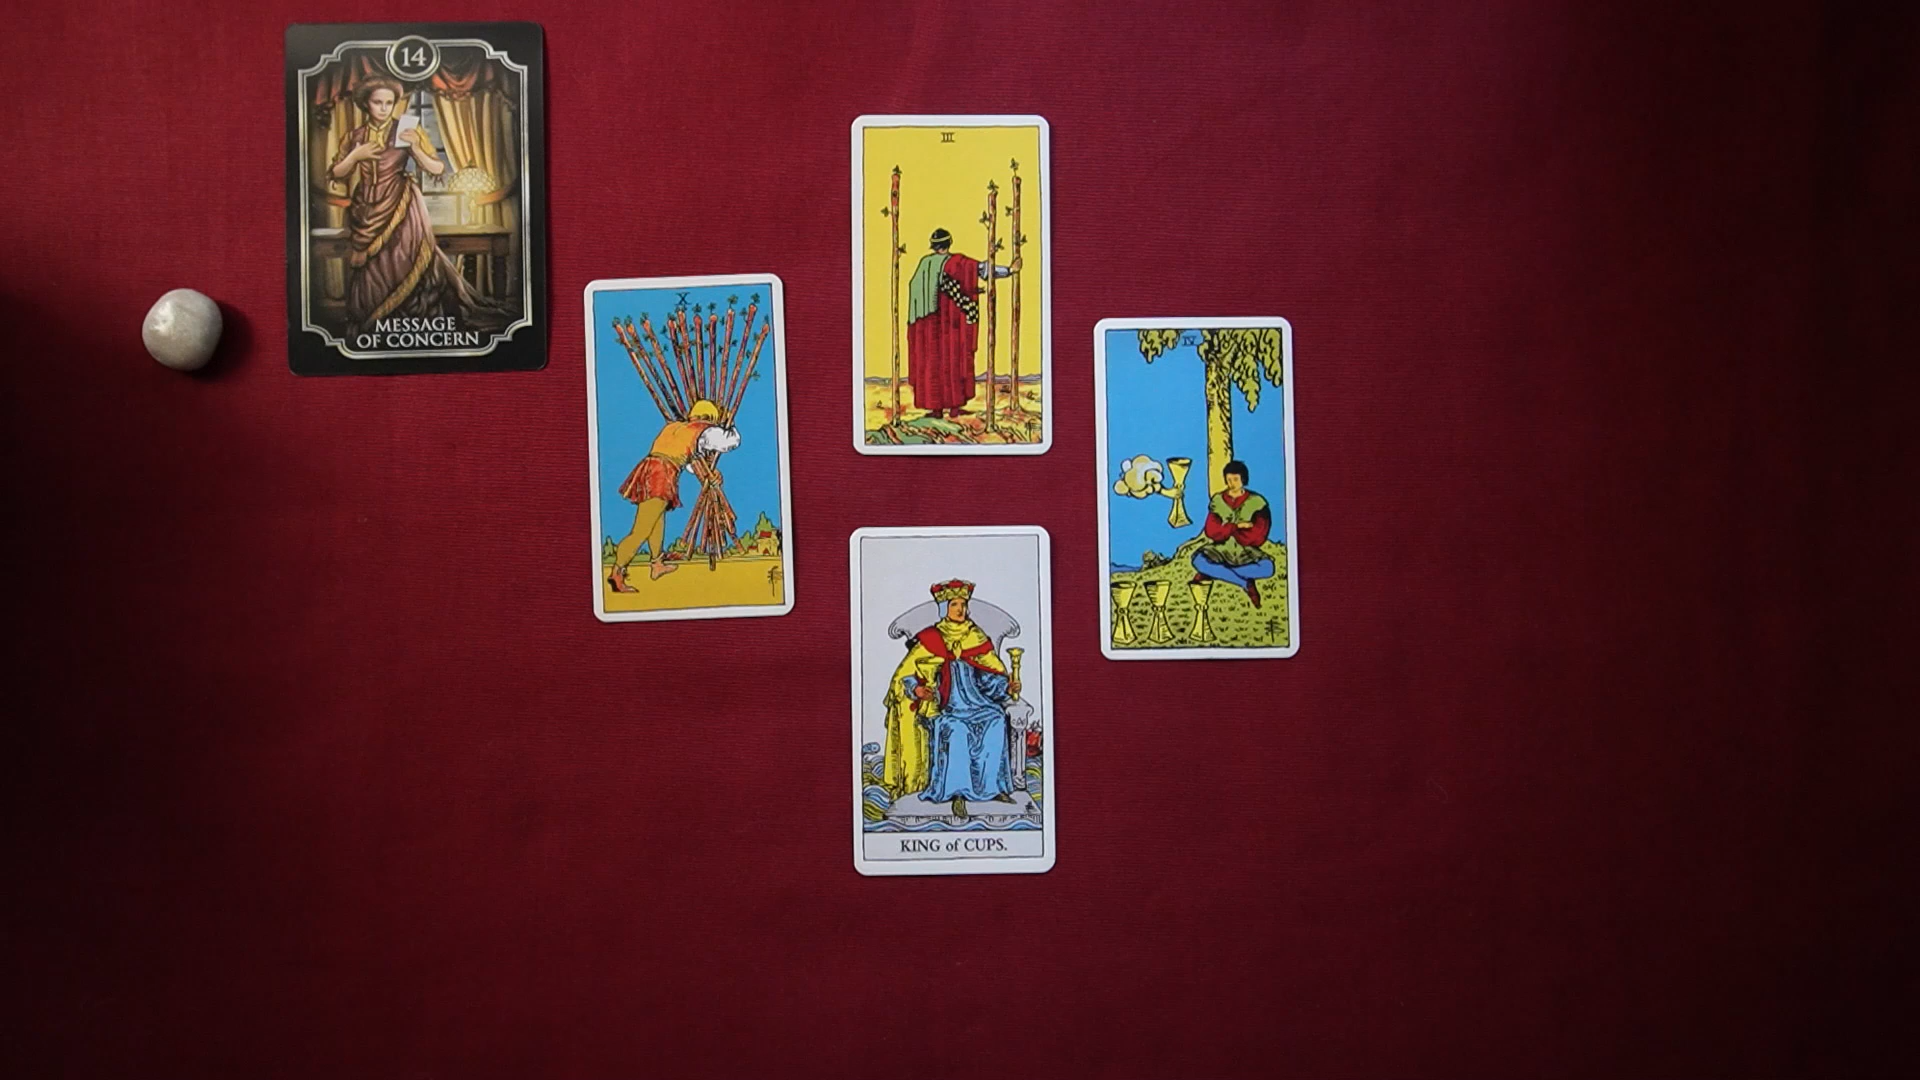 14
MESSAGE
OF CONCERN
III
X
IV
KING of CUPS.